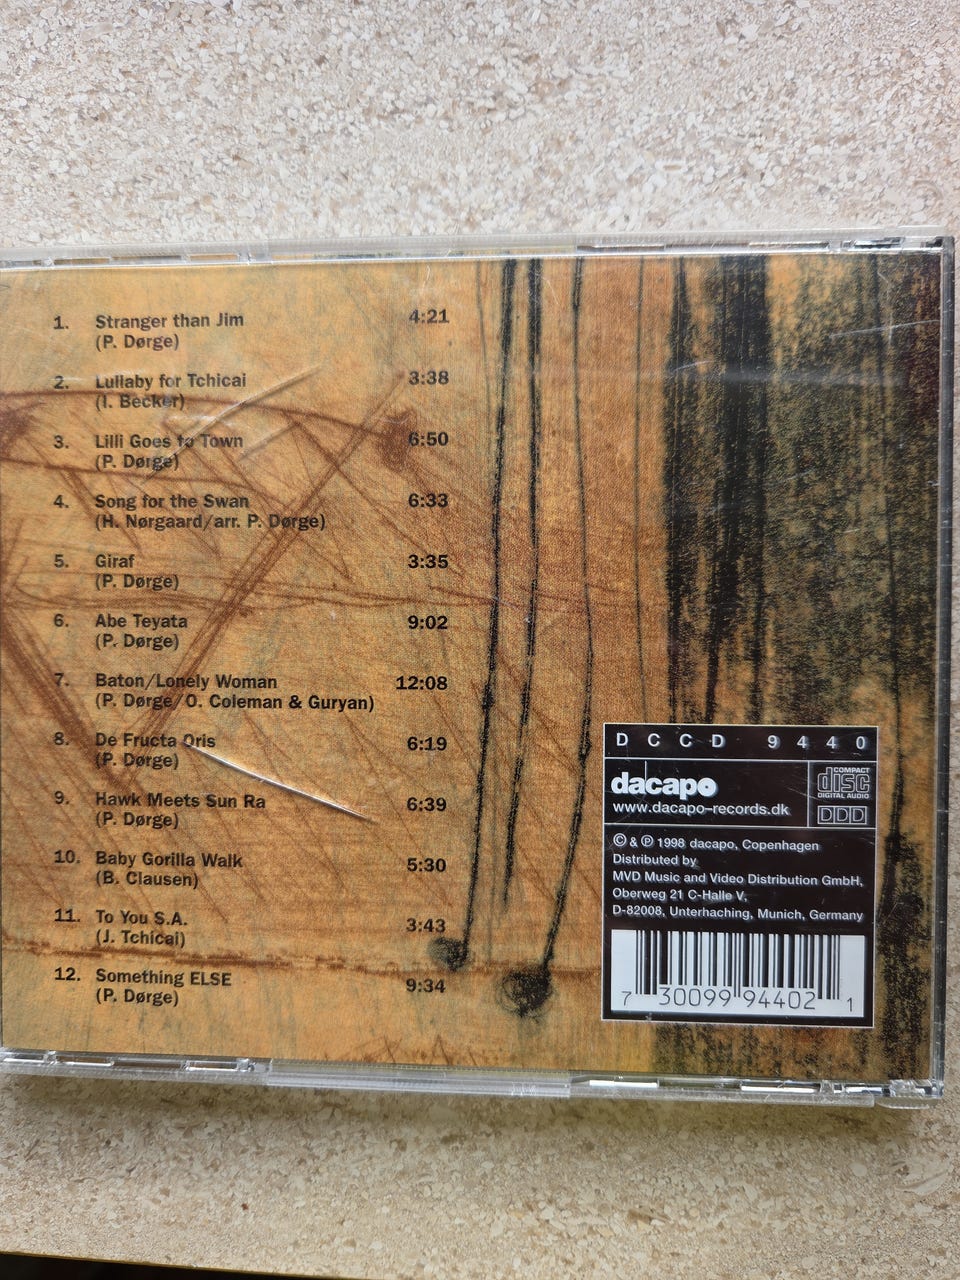 1. Stranger than Jim 4:21
(P. Dørge)
2. Lullaby for Tchicai 3:38
(I. Becker)
3. Lilli Goes to Town 6:50
(P. Dørge)
4. Song for the Swan 6:33
(H. Nørgaard/arr. P. Dørge)
5. Giraf 3:35
(P. Dørge)
6. Abe Teyata 9:02
(P. Dørge)
7. Baton/Lonely Woman 12:08
(P. Dørge/O. Coleman & Guryan)
8. De Fructa Oris 6:19
(P. Dørge)
9. Hawk Meets Sun Ra 6:39
(P. Dørge)
10. Baby Gorilla Walk 5:30
(B. Clausen)
11. To You S.A. 3:43
(J. Tchicai)
12. Something ELSE 9:34
(P. Dørge)
DCCD 9440
dacapo
www.dacapo-records.dk
COMPACT
disc
DIGITAL AUDIO
DDD
© & ℗ 1998 dacapo, Copenhagen
Distributed by
MVD Music and Video Distribution GmbH,
Oberweg 21 C-Halle V,
D-82008, Unterhaching, Munich, Germany
7 30099 94402 1